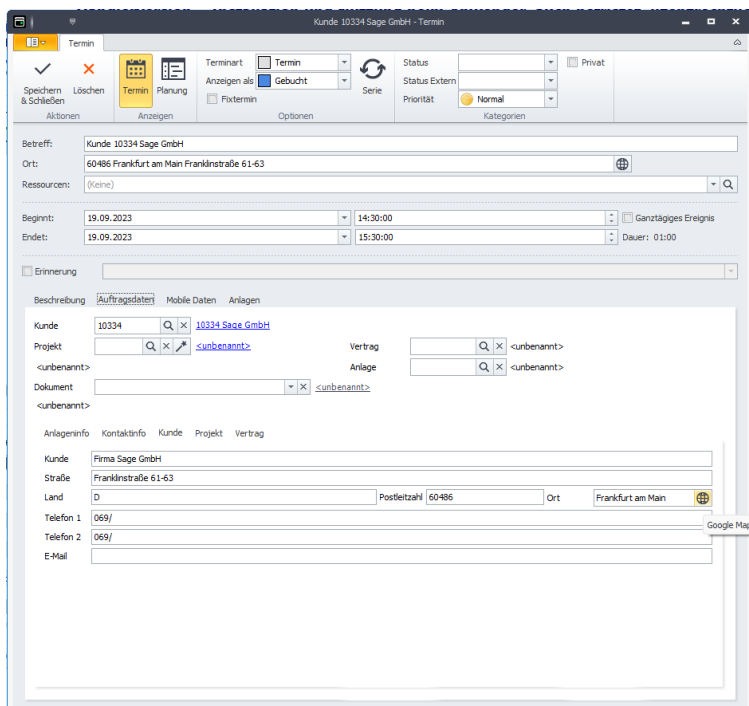 Kunde 10334 Sage GmbH - Termin
Termin
Speichern & Schließen
Löschen
Aktionen
Termin
Planung
Anzeigen
Terminart Termin
Anzeigen als Gebucht
Fixtermin
Serie
Optionen
Status
Status Extern
Priorität Normal
Privat
Kategorien
Betreff: Kunde 10334 Sage GmbH
Ort: 60486 Frankfurt am Main Franklinstraße 61-63
Ressourcen: (Keine)
Beginnt: 19.09.2023 14:30:00 Ganztägiges Ereignis
Endet: 19.09.2023 15:30:00 Dauer: 01:00
Erinnerung
Beschreibung Auftragsdaten Mobile Daten Anlagen
Kunde 10334 10334 Sage GmbH
Projekt <unbenannt> Vertrag <unbenannt>
<unbenannt> Anlage <unbenannt>
Dokument <unbenannt>
<unbenannt>
Anlageninfo Kontaktinfo Kunde Projekt Vertrag
Kunde Firma Sage GmbH
Straße Franklinstraße 61-63
Land D Postleitzahl 60486 Ort Frankfurt am Main
Telefon 1 069/
Google Map
Telefon 2 069/
E-Mail